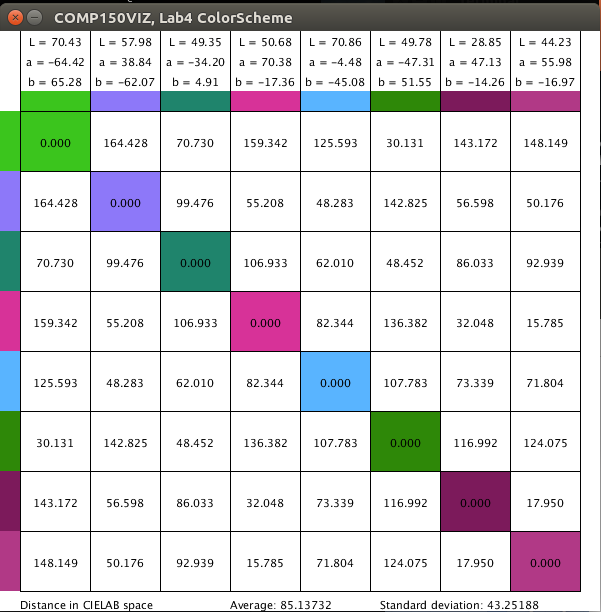 COMP150VIZ, Lab4 ColorScheme
L = 70.43 L = 57.98 L = 49.35 L = 50.68 L = 70.86 L = 49.78 L = 28.85 L = 44.23
a = -64.42 a = 38.84 a = -34.20 a = 70.38 a = -4.48 a = -47.31 a = 47.13 a = 55.98
b = 65.28 b = -62.07 b = 4.91 b = -17.36 b = -45.08 b = 51.55 b = -14.26 b = -16.97
0.000 164.428 70.730 159.342 125.593 30.131 143.172 148.149
164.428 0.000 99.476 55.208 48.283 142.825 56.598 50.176
70.730 99.476 0.000 106.933 62.010 48.452 86.033 92.939
159.342 55.208 106.933 0.000 82.344 136.382 32.048 15.785
125.593 48.283 62.010 82.344 0.000 107.783 73.339 71.804
30.131 142.825 48.452 136.382 107.783 0.000 116.992 124.075
143.172 56.598 86.033 32.048 73.339 116.992 0.000 17.950
148.149 50.176 92.939 15.785 71.804 124.075 17.950 0.000
Distance in CIELAB space Average: 85.13732 Standard deviation: 43.25188